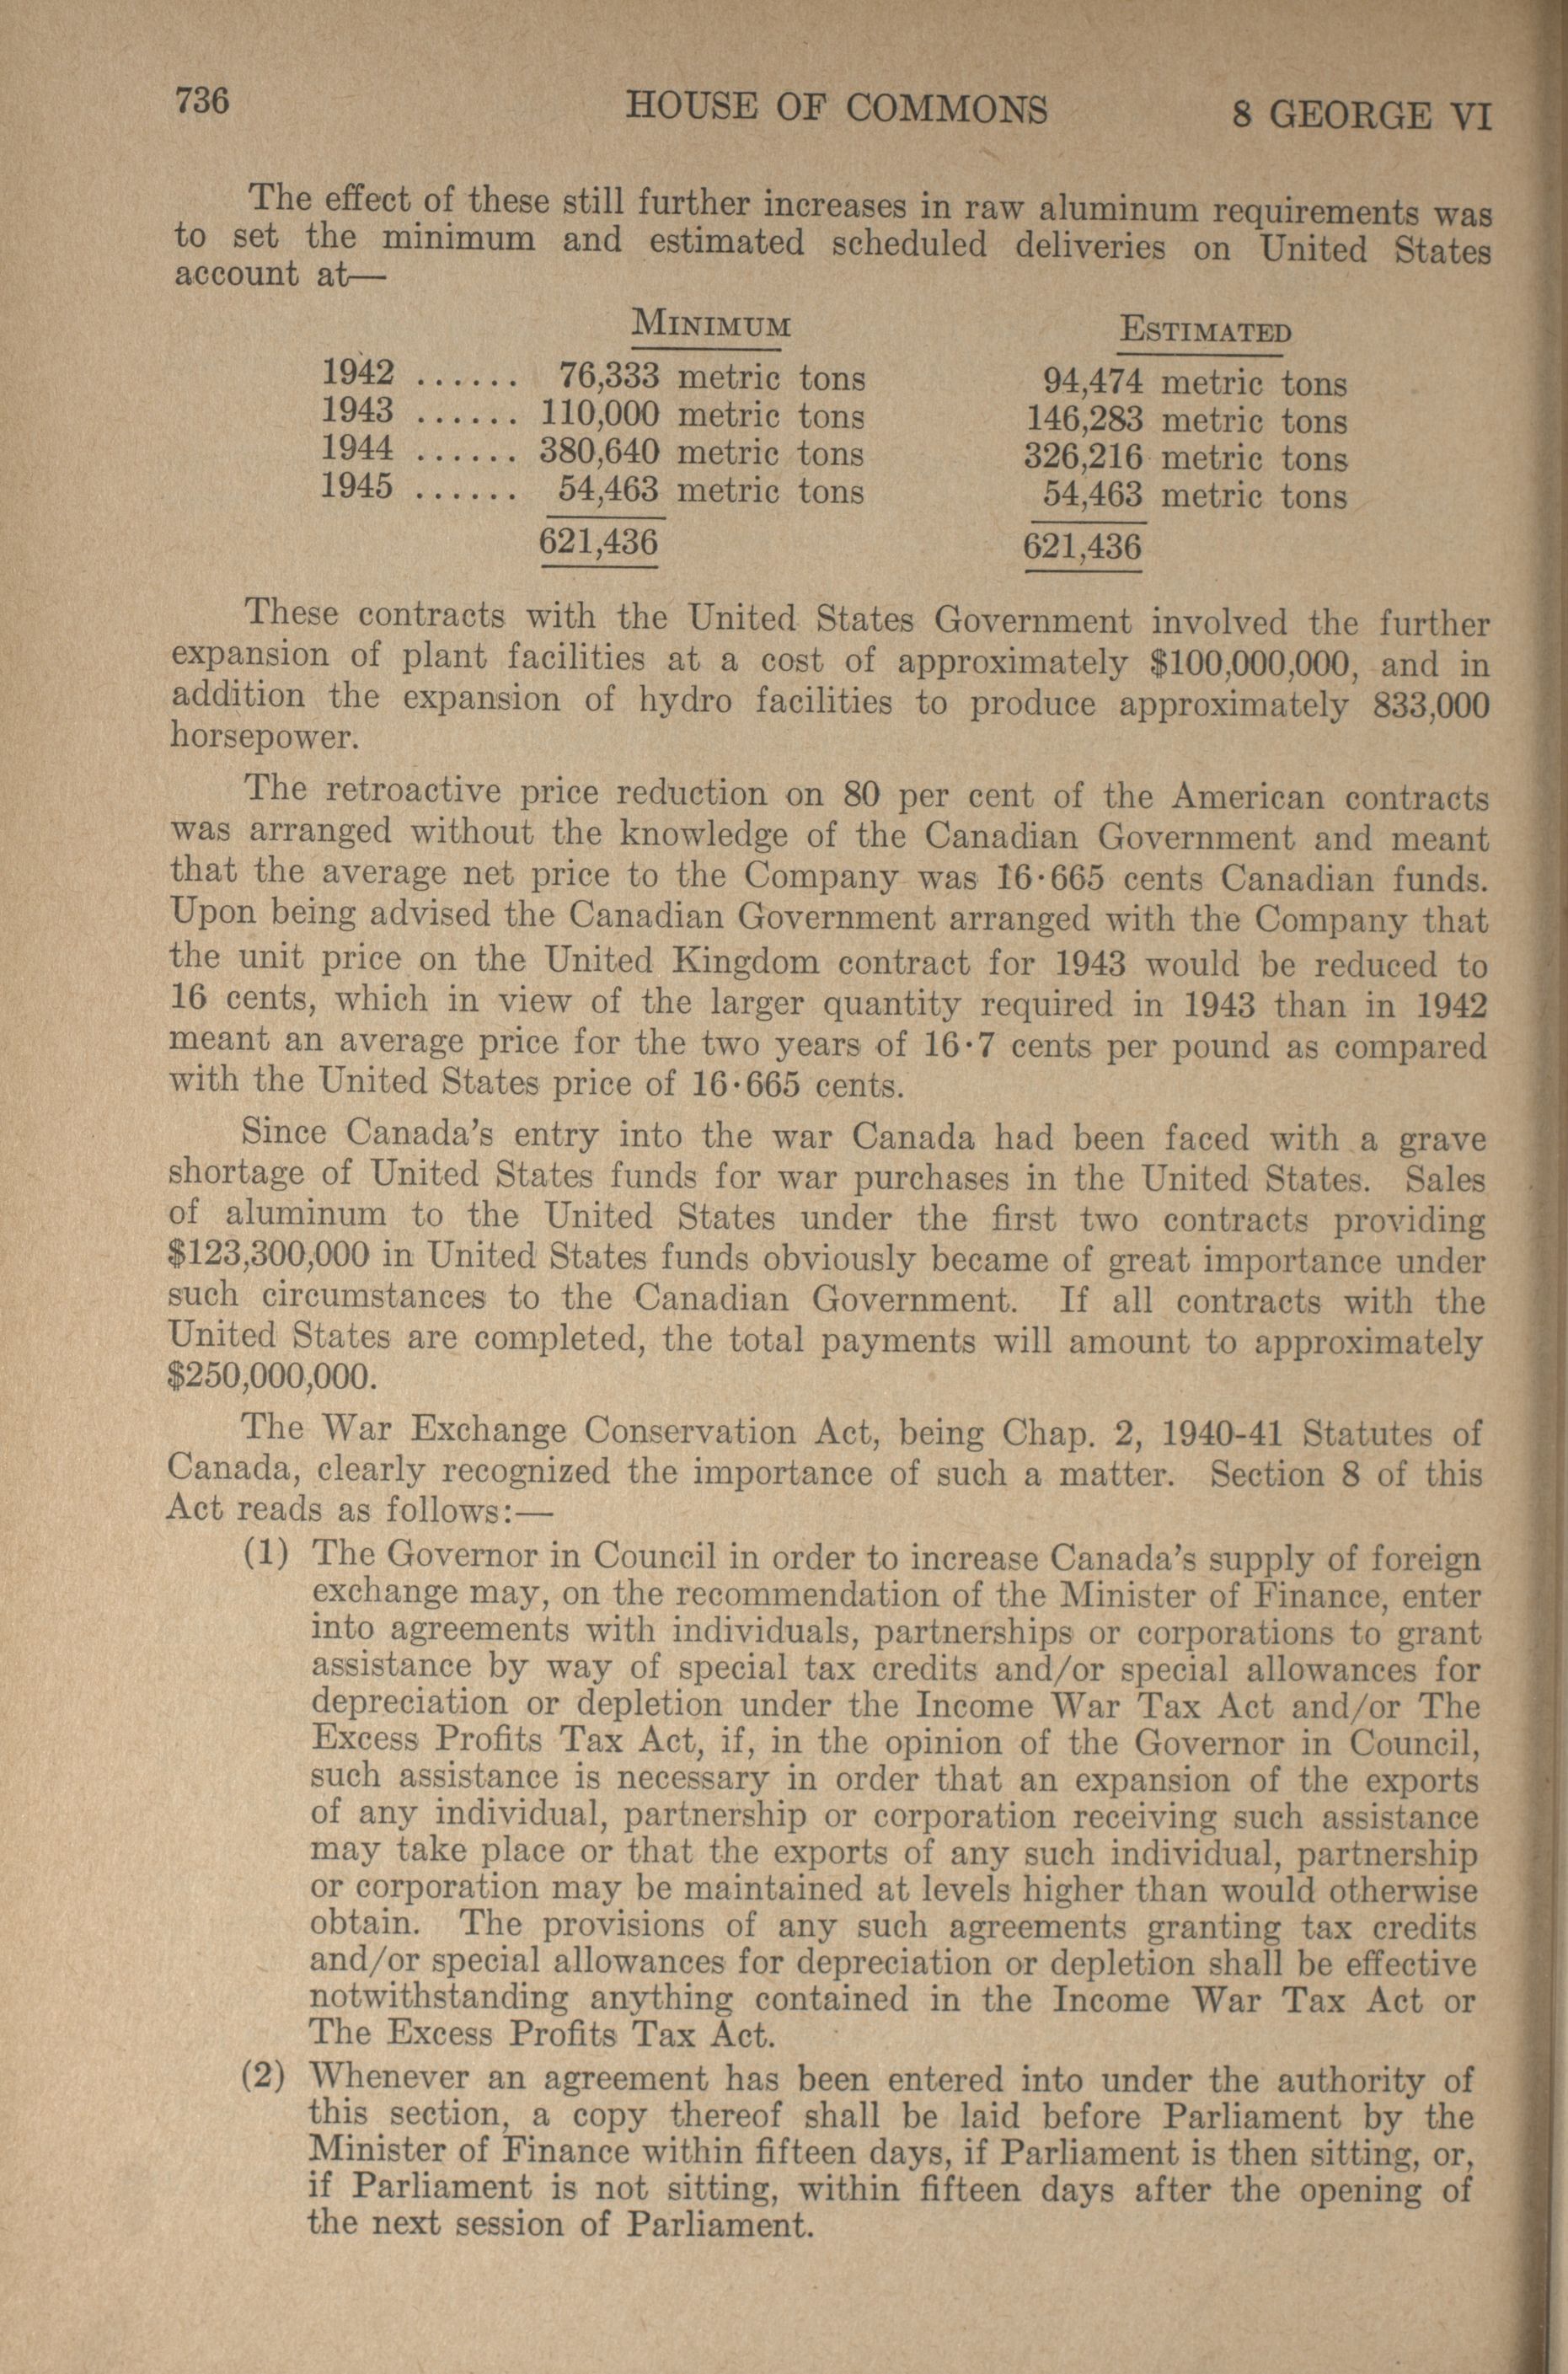 736 HOUSE OF COMMONS 8 GEORGE VI
The effect of these still further increases in raw aluminum requirements was
to set the minimum and estimated scheduled deliveries on United States
account at—
MINIMUM ESTIMATED
1942 ...... 76,333 metric tons 94,474 metric tons
1943 ...... 110,000 metric tons 146,283 metric tons
1944 ...... 380,640 metric tons 326,216 metric tons
1945 ...... 54,463 metric tons 54,463 metric tons
621,436 621,436
These contracts with the United States Government involved the further
expansion of plant facilities at a cost of approximately $100,000,000, and in
addition the expansion of hydro facilities to produce approximately 833,000
horsepower.
The retroactive price reduction on 80 per cent of the American contracts
was arranged without the knowledge of the Canadian Government and meant
that the average net price to the Company was 16·665 cents Canadian funds.
Upon being advised the Canadian Government arranged with the Company that
the unit price on the United Kingdom contract for 1943 would be reduced to
16 cents, which in view of the larger quantity required in 1943 than in 1942
meant an average price for the two years of 16·7 cents per pound as compared
with the United States price of 16·665 cents.
Since Canada's entry into the war Canada had been faced with a grave
shortage of United States funds for war purchases in the United States. Sales
of aluminum to the United States under the first two contracts providing
$123,300,000 in United States funds obviously became of great importance under
such circumstances to the Canadian Government. If all contracts with the
United States are completed, the total payments will amount to approximately
$250,000,000.
The War Exchange Conservation Act, being Chap. 2, 1940-41 Statutes of
Canada, clearly recognized the importance of such a matter. Section 8 of this
Act reads as follows:—
(1) The Governor in Council in order to increase Canada's supply of foreign
exchange may, on the recommendation of the Minister of Finance, enter
into agreements with individuals, partnerships or corporations to grant
assistance by way of special tax credits and/or special allowances for
depreciation or depletion under the Income War Tax Act and/or The
Excess Profits Tax Act, if, in the opinion of the Governor in Council,
such assistance is necessary in order that an expansion of the exports
of any individual, partnership or corporation receiving such assistance
may take place or that the exports of any such individual, partnership
or corporation may be maintained at levels higher than would otherwise
obtain. The provisions of any such agreements granting tax credits
and/or special allowances for depreciation or depletion shall be effective
notwithstanding anything contained in the Income War Tax Act or
The Excess Profits Tax Act.
(2) Whenever an agreement has been entered into under the authority of
this section, a copy thereof shall be laid before Parliament by the
Minister of Finance within fifteen days, if Parliament is then sitting, or,
if Parliament is not sitting, within fifteen days after the opening of
the next session of Parliament.